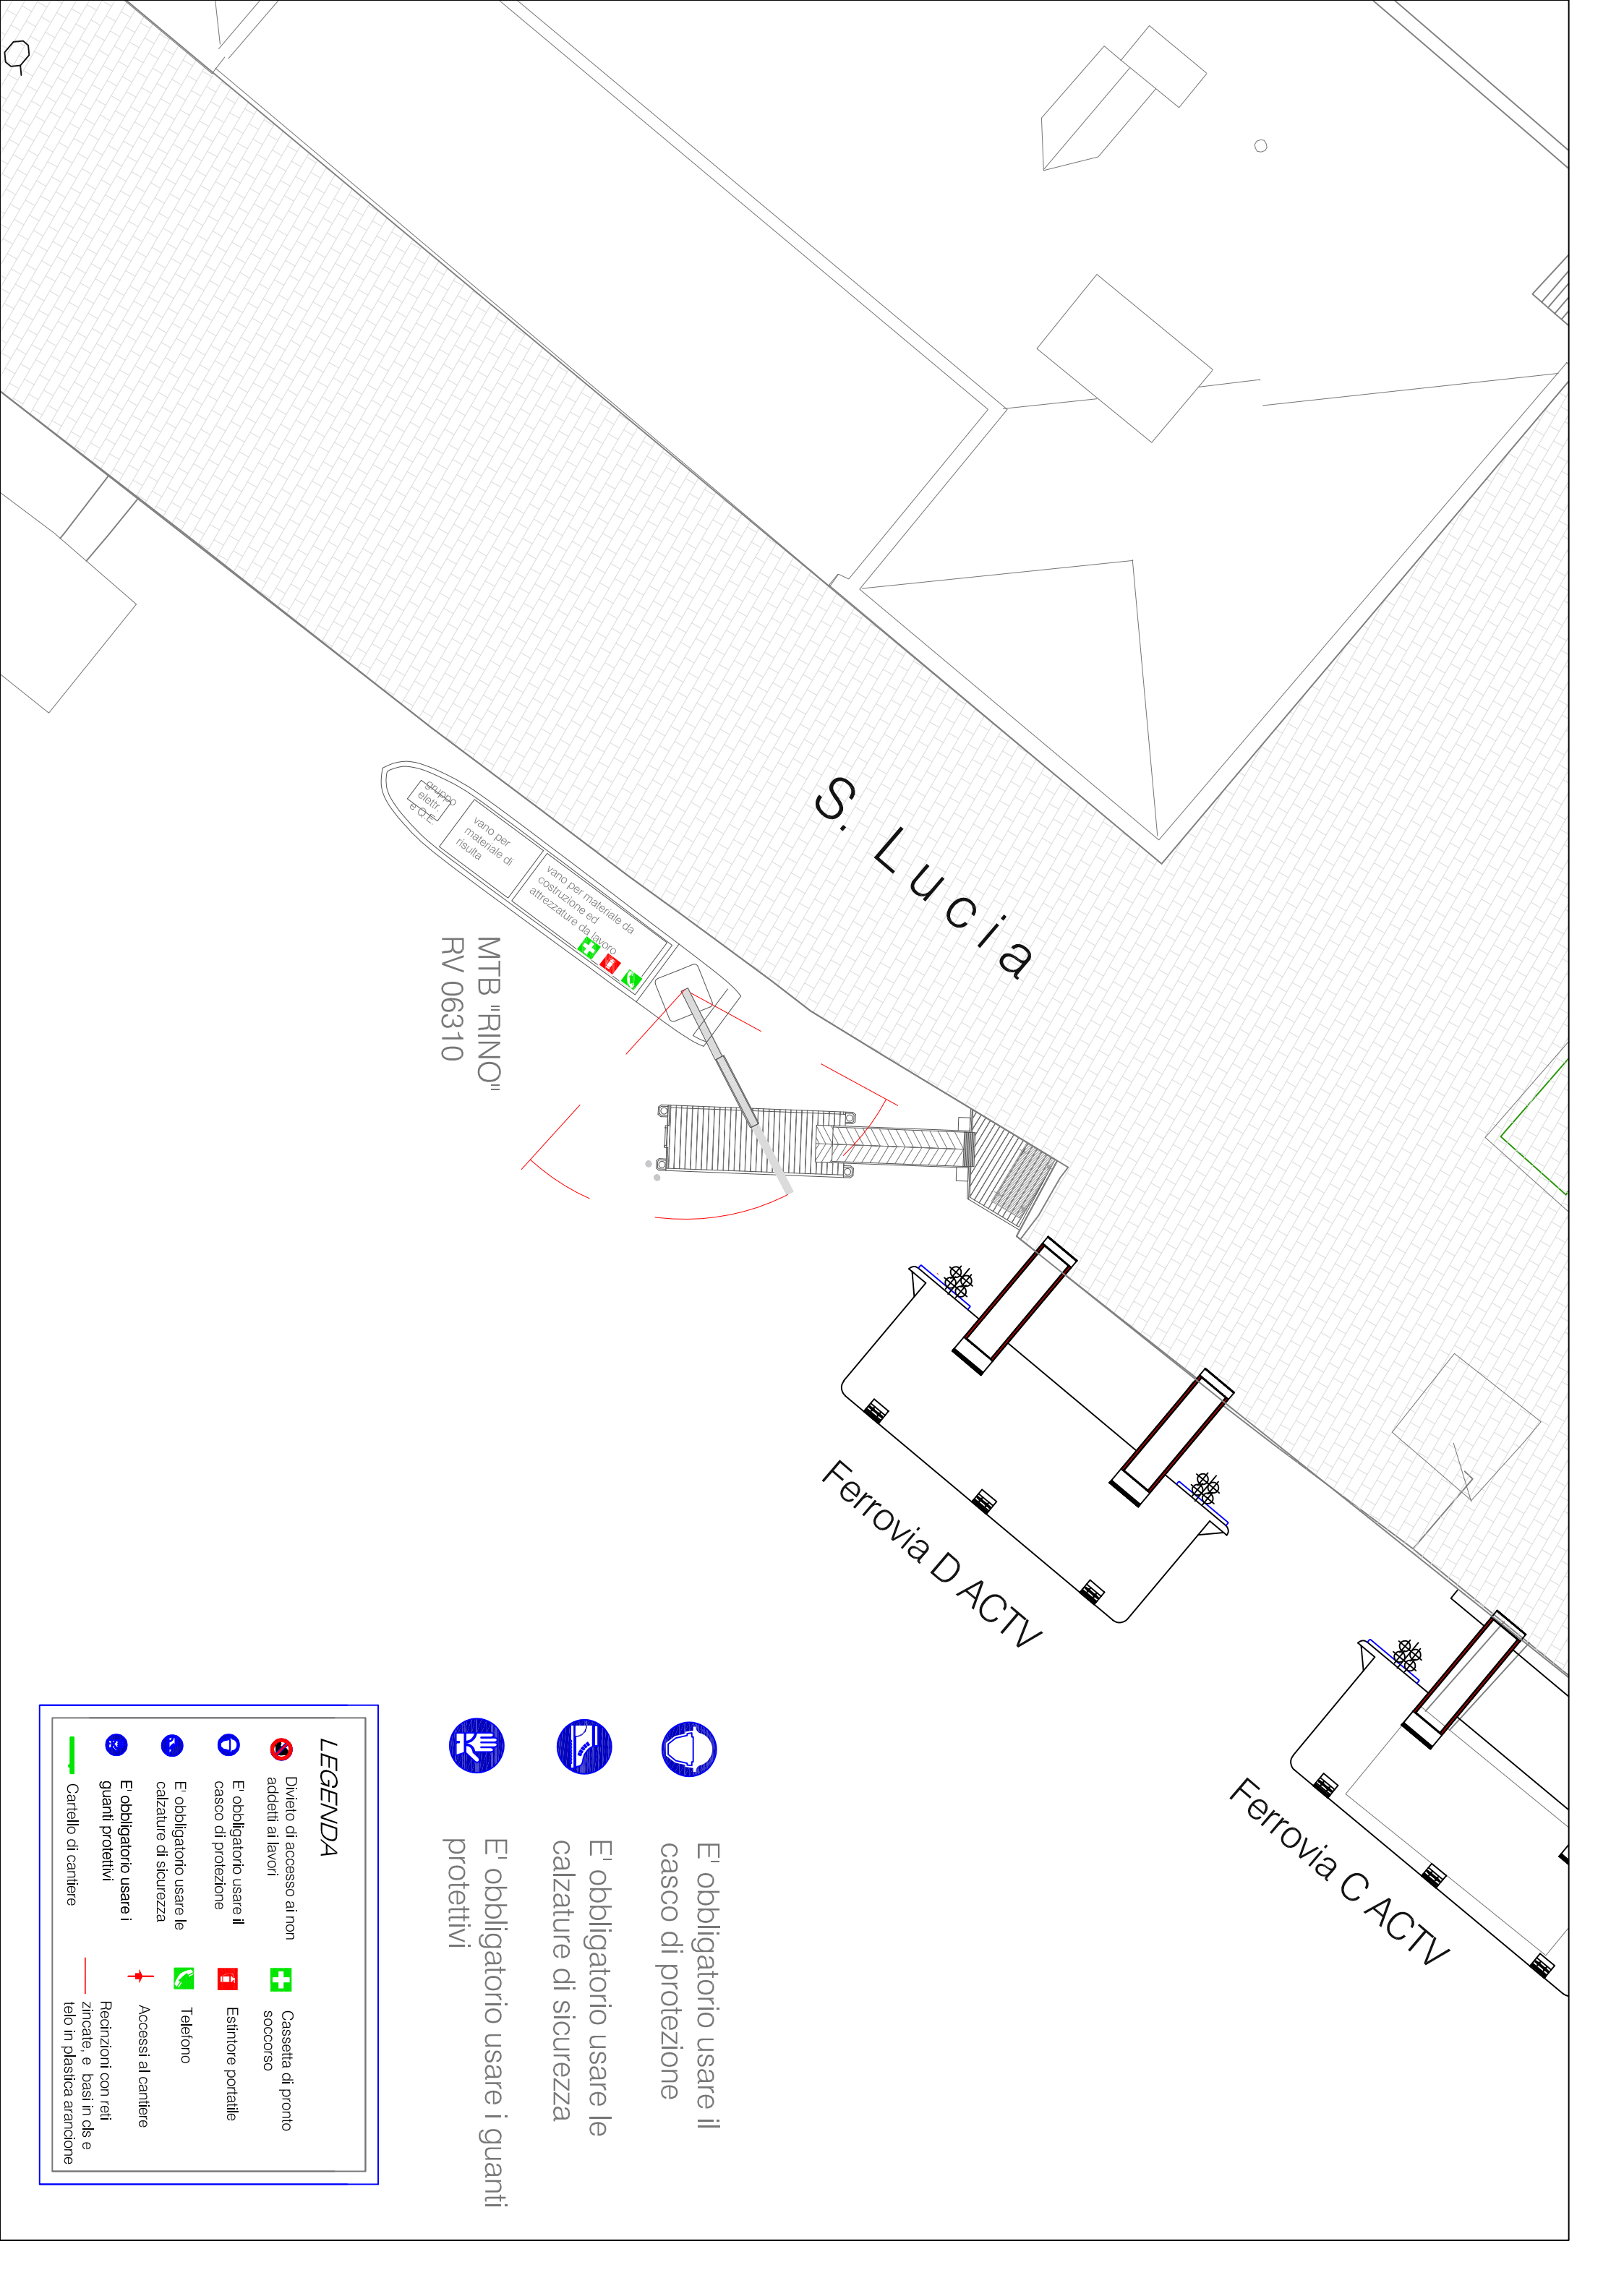 S. Lucia
gruppo
elettr.
e Q.E.
vano per
materiale di
risulta
vano per materiale da
costruzione ed
attrezzature da lavoro
MTB "RINO"
RV 06310
Ferrovia D ACTV
Ferrovia C ACTV
E' obbligatorio usare il
casco di protezione
E' obbligatorio usare le
calzature di sicurezza
E' obbligatorio usare i guanti
protettivi
LEGENDA
Divieto di accesso ai non
addetti ai lavori
E' obbligatorio usare il
casco di protezione
E' obbligatorio usare le
calzature di sicurezza
E' obbligatorio usare i
guanti protettivi
Cartello di cantiere
Cassetta di pronto
soccorso
Estintore portatile
Telefono
Accessi al cantiere
Recinzioni con reti
zincate, e basi in cls e
telo in plastica arancione